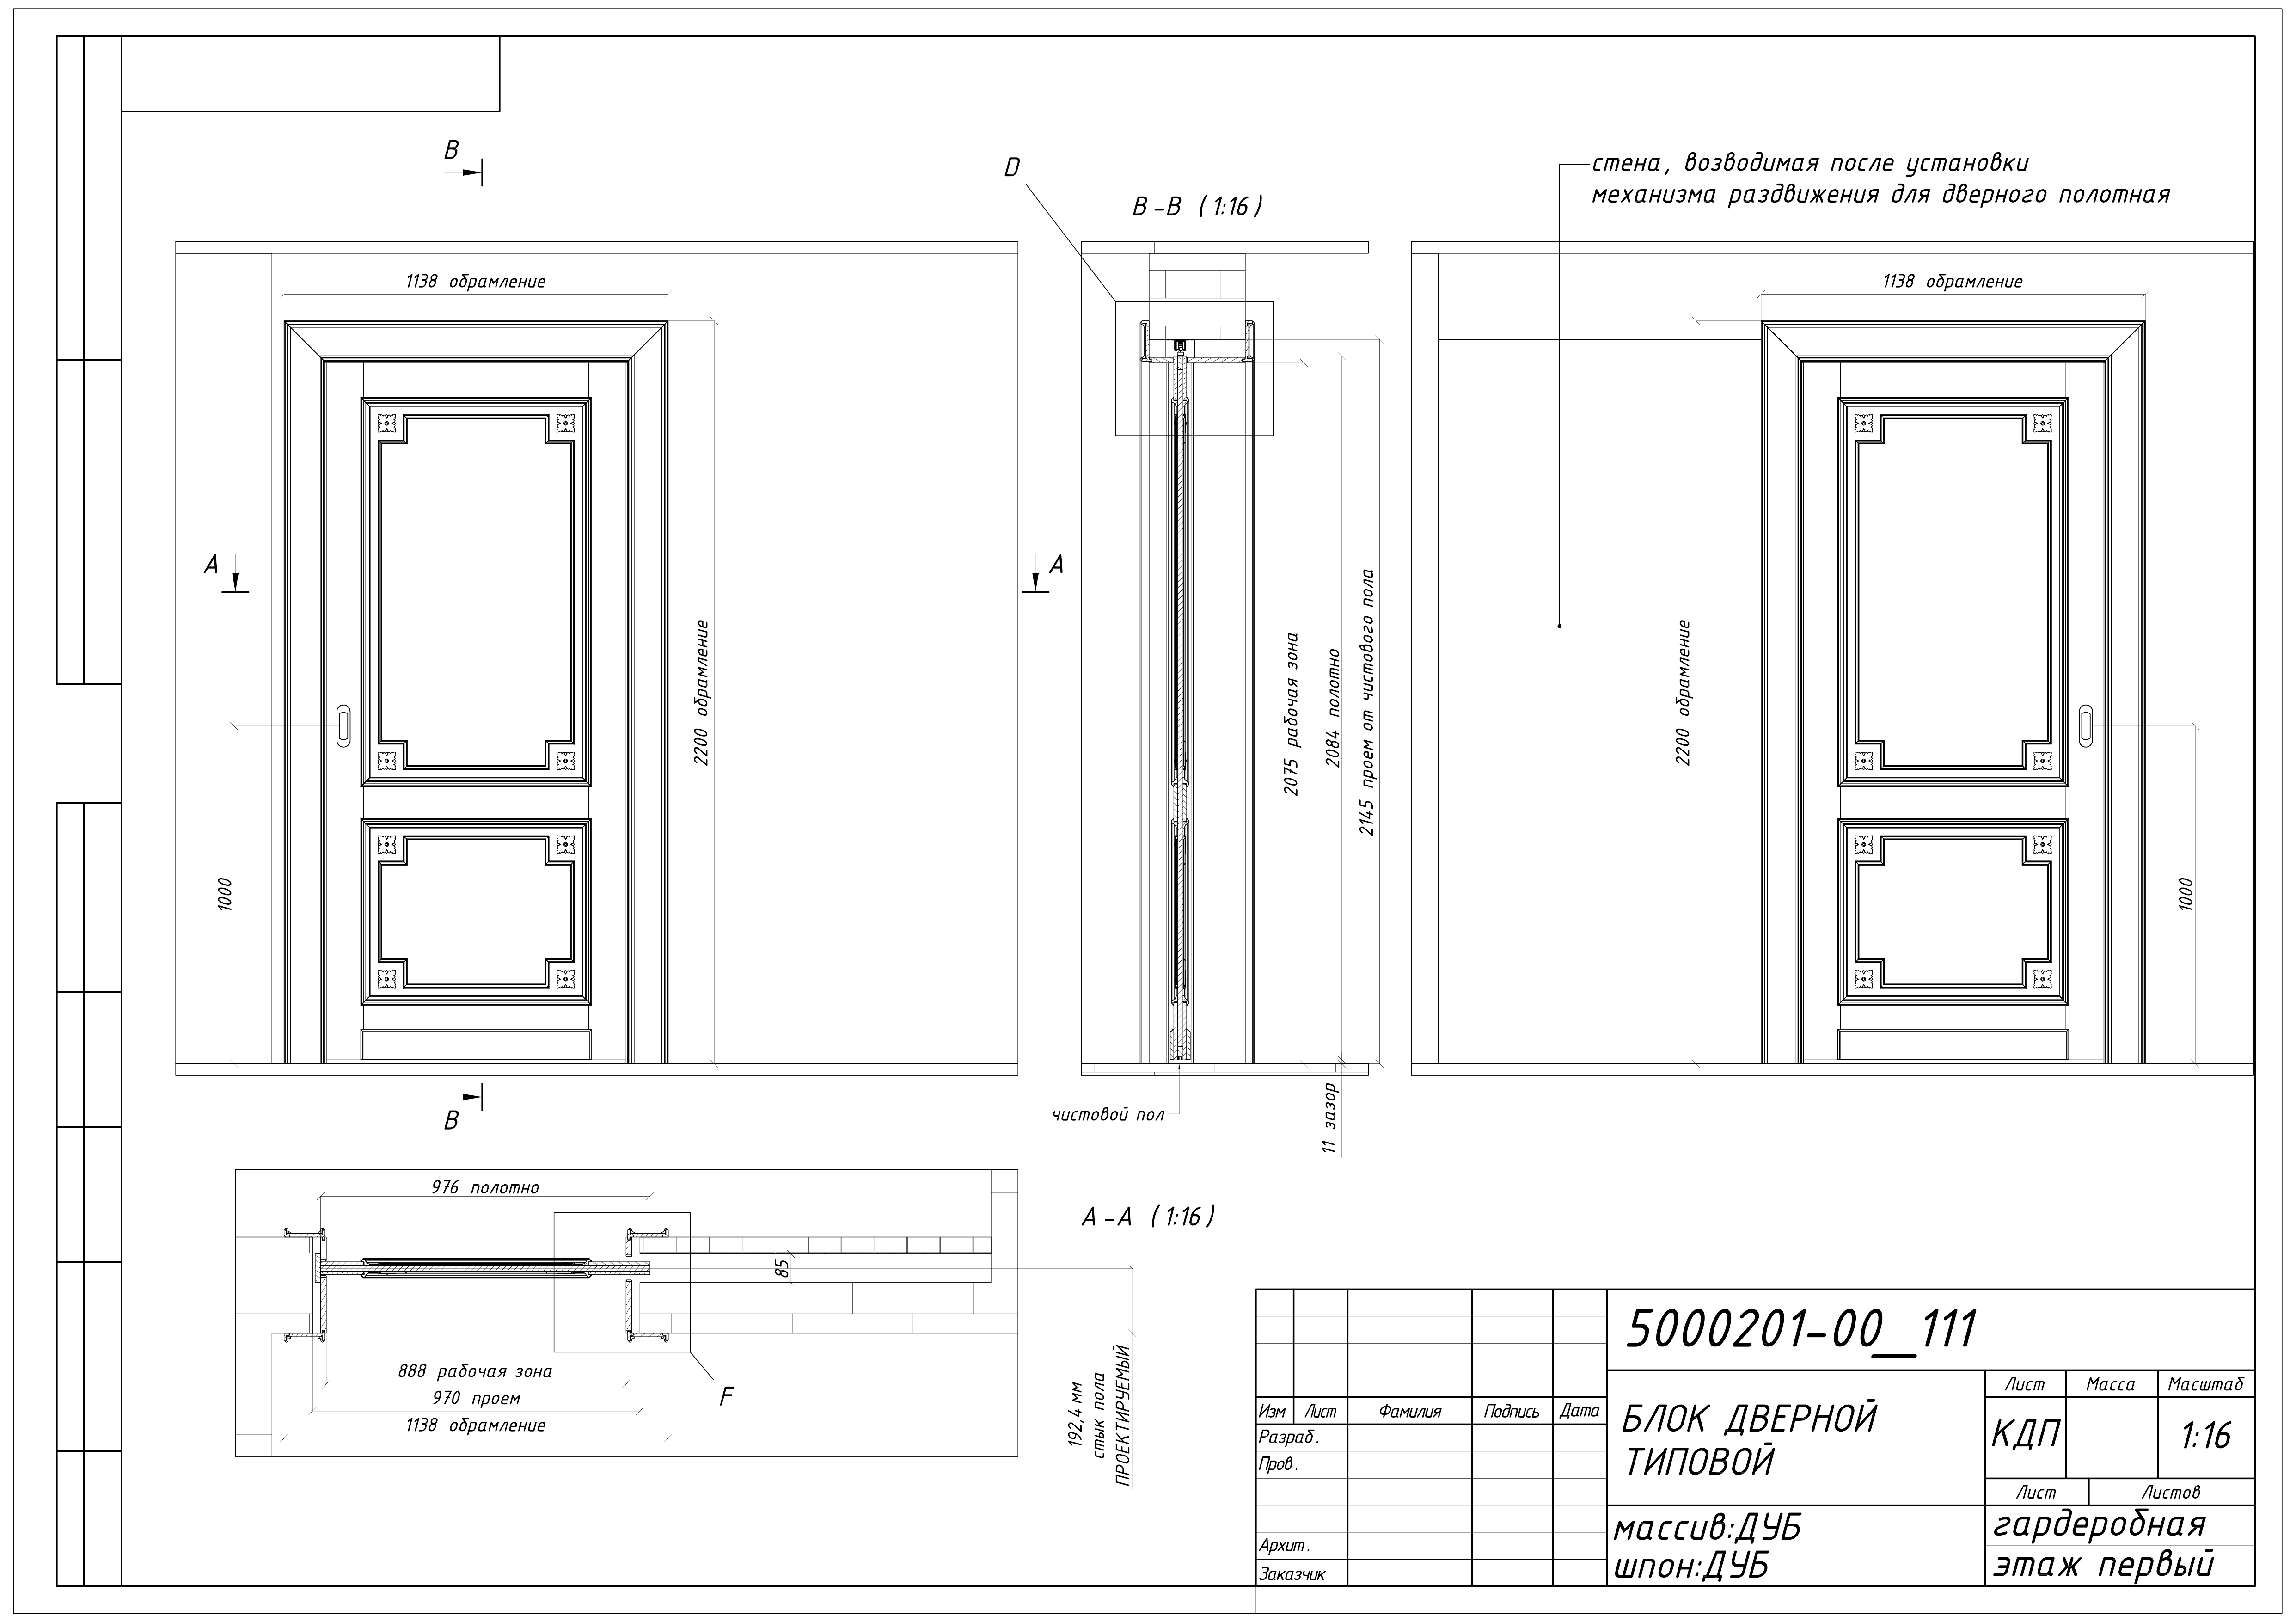 B
D
B-B (1:16)
стена, возводимая после установки
механизма раздвижения для дверного полотная
1138 обрамление
1138 обрамление
A
A
2200 обрамление
2075 рабочая зона
2084 полотно
2145 проем от чистового пола
2200 обрамление
1000
1000
чистовой пол
11 зазор
B
976 полотно
A-A (1:16)
85
888 рабочая зона
970 проем
1138 обрамление
F
192,4 мм
стык пола
ПРОЕКТИРУЕМЫЙ
5000201-00__111
Лист Масса Масштаб
Изм Лист Фамилия Подпись Дата
БЛОК ДВЕРНОЙ
ТИПОВОЙ
КДП 1:16
Разраб.
Пров.
Лист Листов
массив:ДУБ
шпон:ДУБ
гардеробная
этаж первый
Архит.
Заказчик